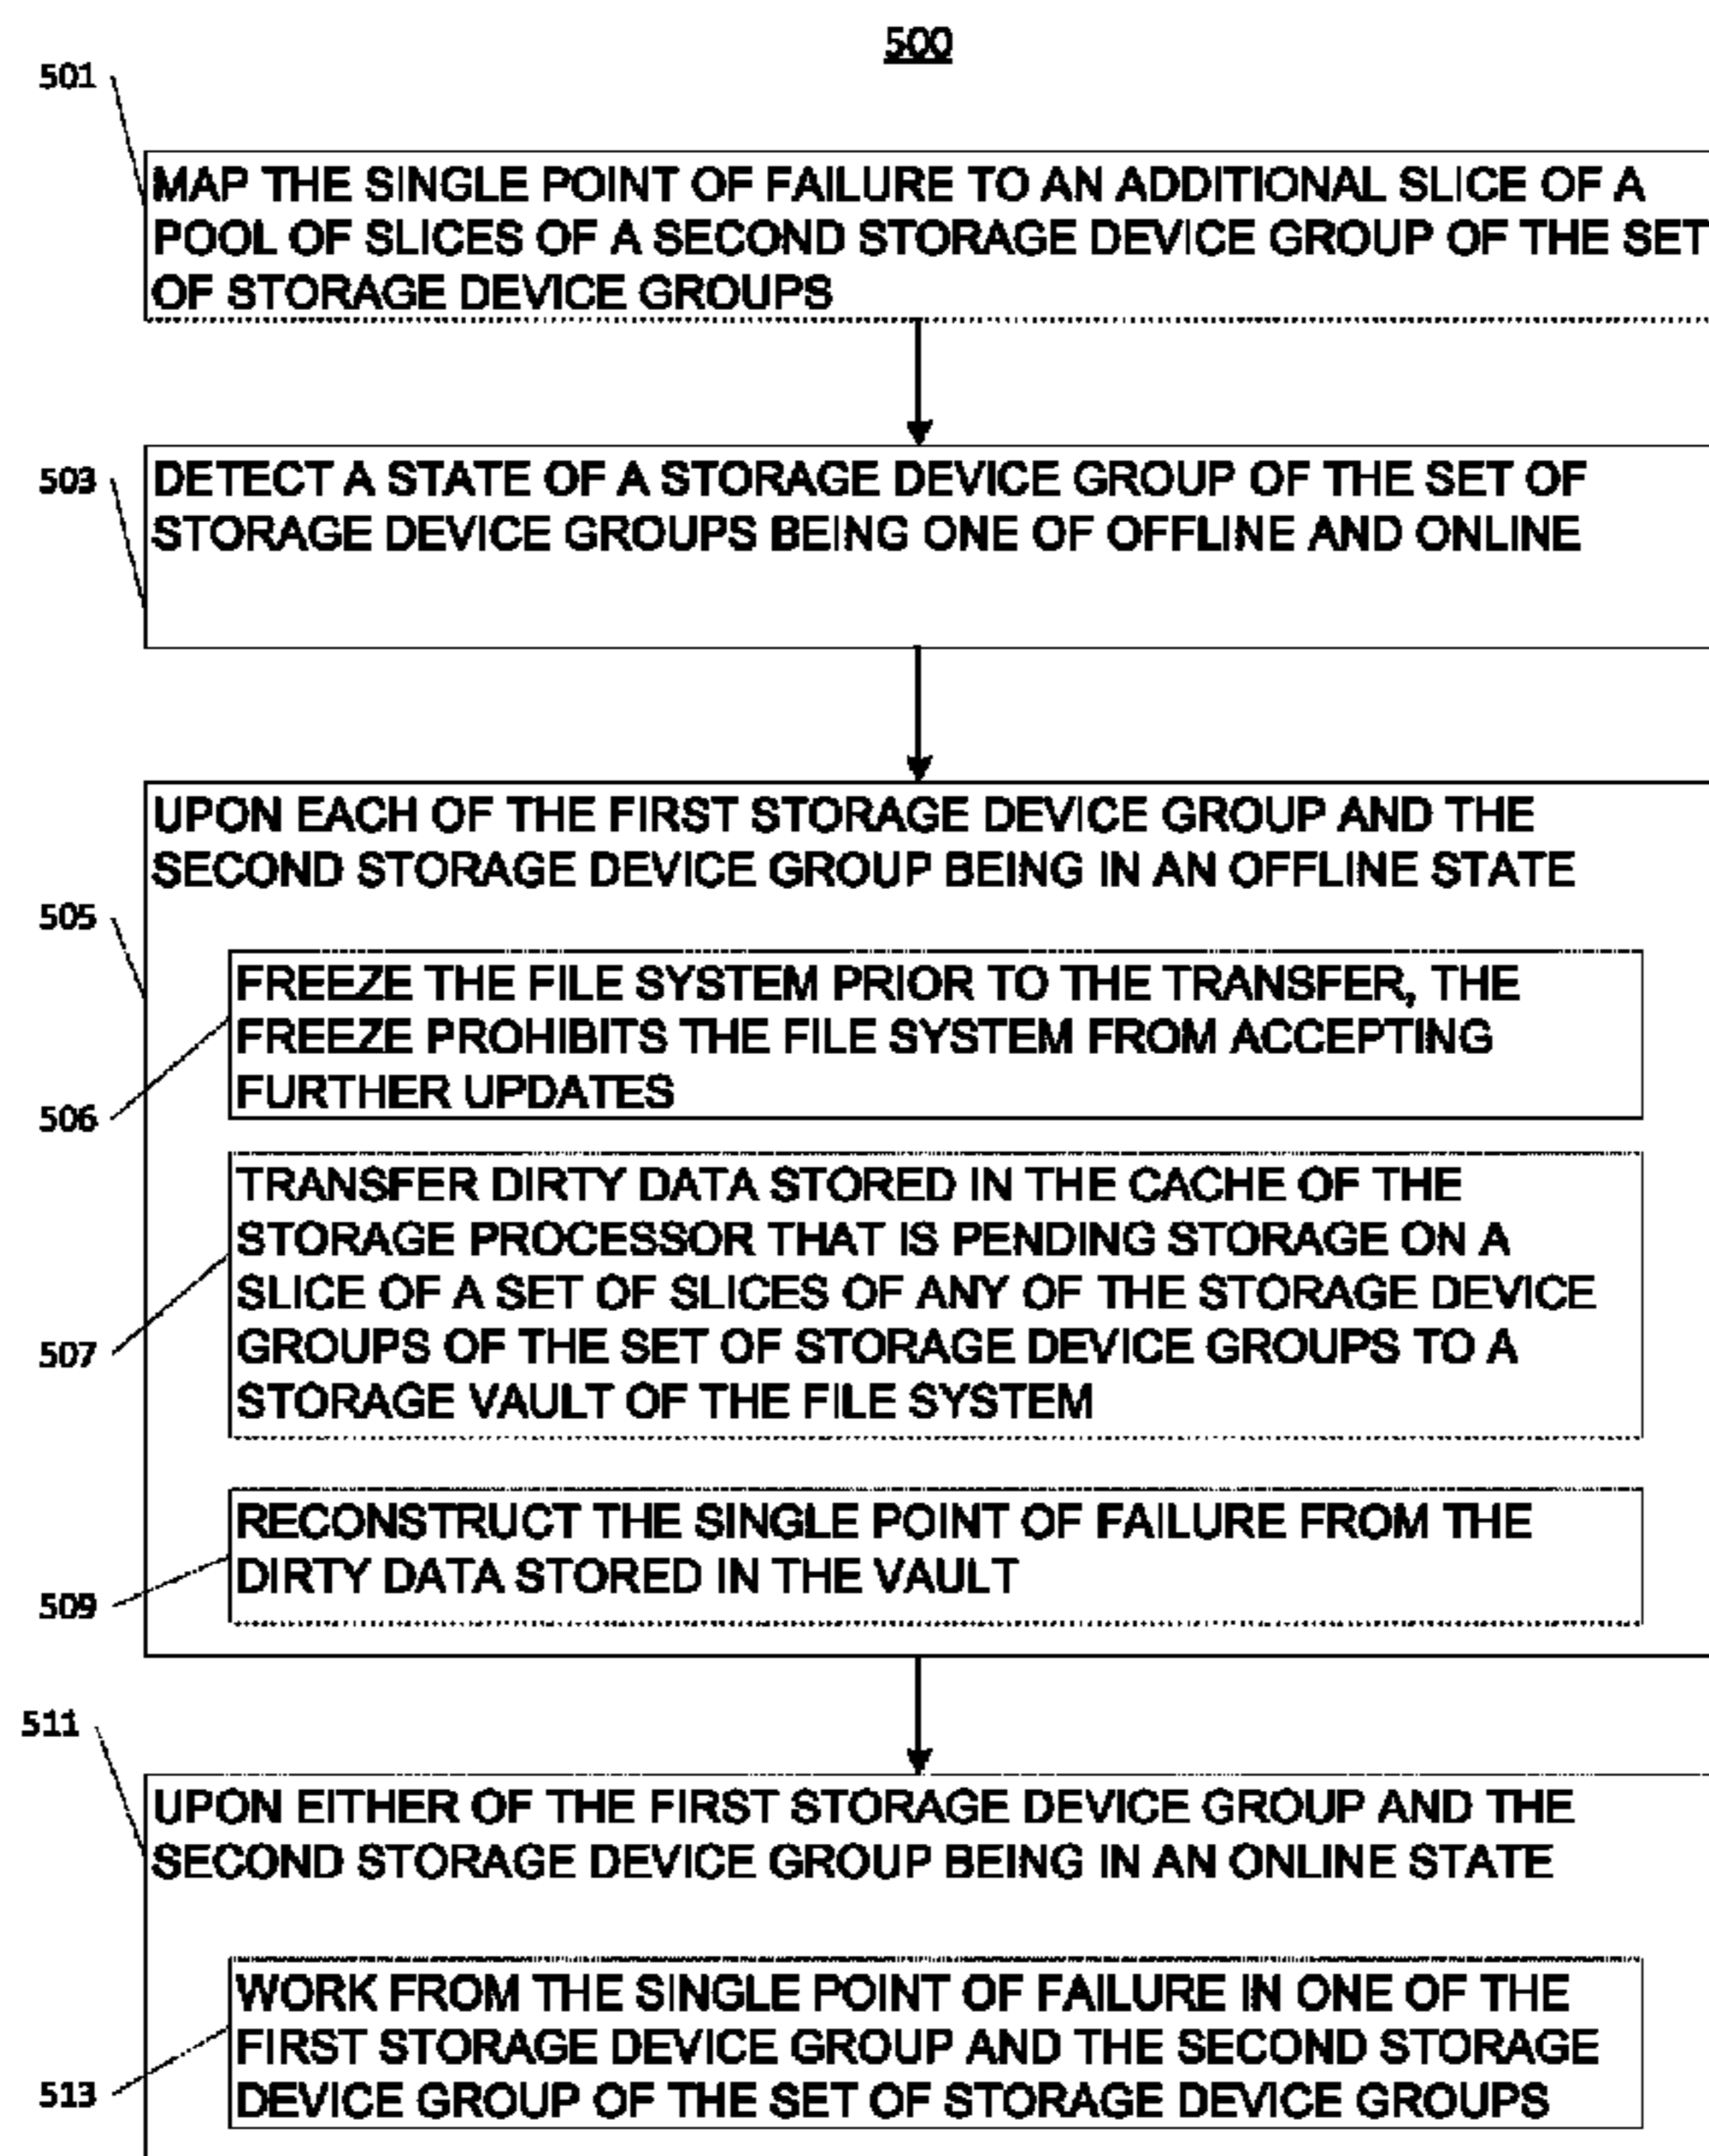 500
501
MAP THE SINGLE POINT OF FAILURE TO AN ADDITIONAL SLICE OF A
POOL OF SLICES OF A SECOND STORAGE DEVICE GROUP OF THE SET
OF STORAGE DEVICE GROUPS
503
DETECT A STATE OF A STORAGE DEVICE GROUP OF THE SET OF
STORAGE DEVICE GROUPS BEING ONE OF OFFLINE AND ONLINE
UPON EACH OF THE FIRST STORAGE DEVICE GROUP AND THE
SECOND STORAGE DEVICE GROUP BEING IN AN OFFLINE STATE
505
FREEZE THE FILE SYSTEM PRIOR TO THE TRANSFER, THE
FREEZE PROHIBITS THE FILE SYSTEM FROM ACCEPTING
FURTHER UPDATES
506
TRANSFER DIRTY DATA STORED IN THE CACHE OF THE
STORAGE PROCESSOR THAT IS PENDING STORAGE ON A
SLICE OF A SET OF SLICES OF ANY OF THE STORAGE DEVICE
GROUPS OF THE SET OF STORAGE DEVICE GROUPS TO A
STORAGE VAULT OF THE FILE SYSTEM
507
RECONSTRUCT THE SINGLE POINT OF FAILURE FROM THE
DIRTY DATA STORED IN THE VAULT
509
511
UPON EITHER OF THE FIRST STORAGE DEVICE GROUP AND THE
SECOND STORAGE DEVICE GROUP BEING IN AN ONLINE STATE
WORK FROM THE SINGLE POINT OF FAILURE IN ONE OF THE
FIRST STORAGE DEVICE GROUP AND THE SECOND STORAGE
DEVICE GROUP OF THE SET OF STORAGE DEVICE GROUPS
513